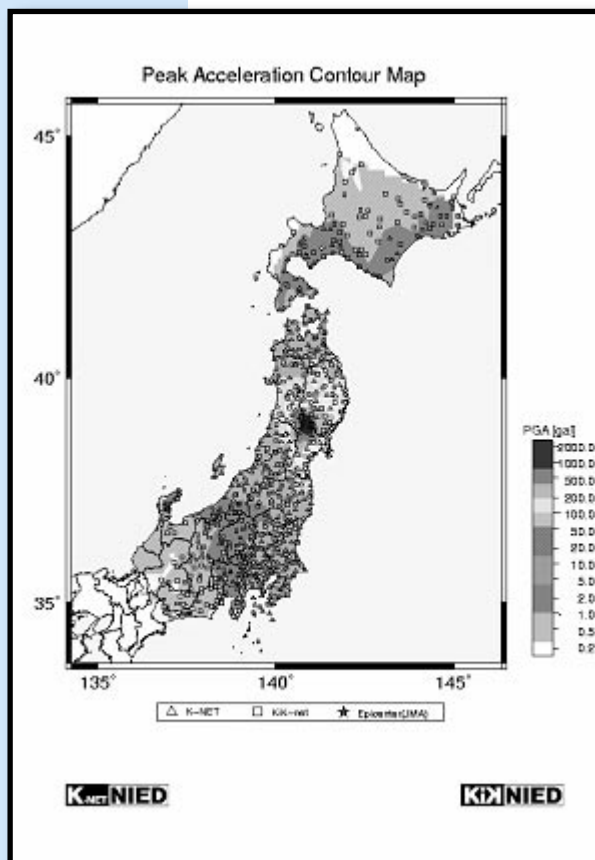 Peak Acceleration Contour Map
45°
40°
35°
135° 140° 145°
PGA [gal]
2000.0
1000.0
500.0
200.0
100.0
50.0
20.0
10.0
5.0
2.0
1.0
0.5
0.2
△ K-NET □ KiK-net ★ Epicenter(JMA)
K-NET NIED
KiK NIED